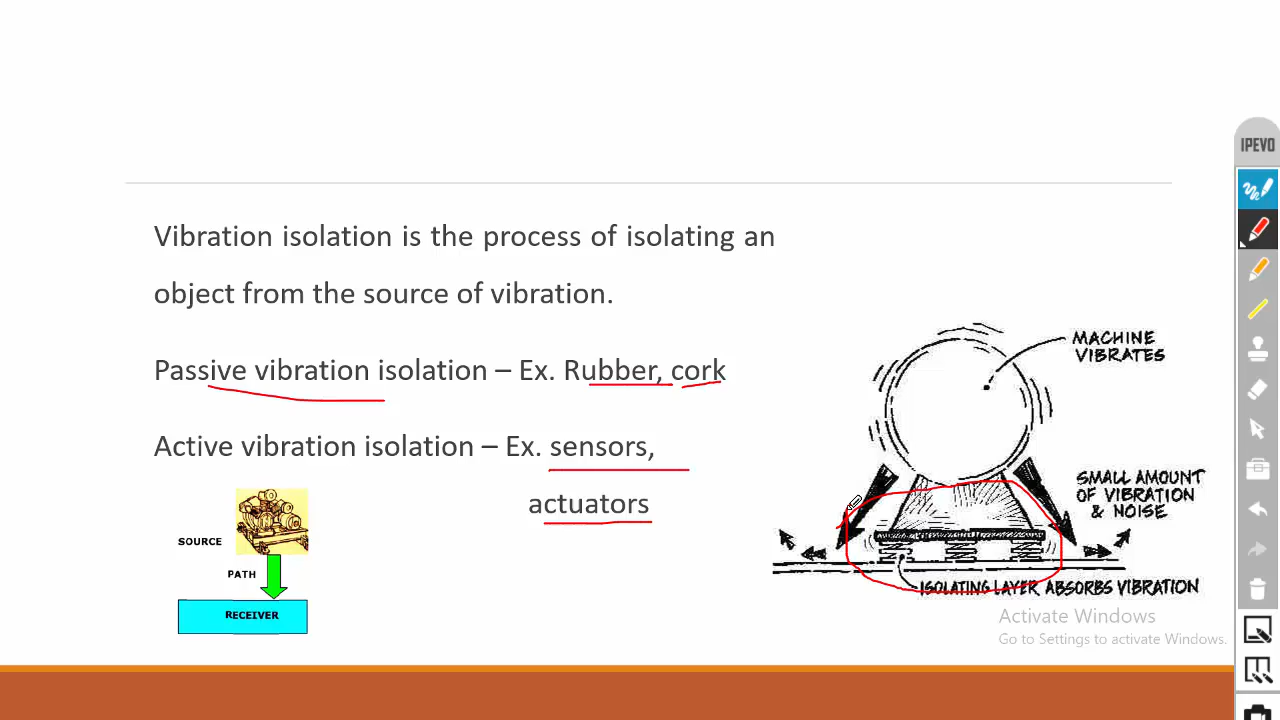 Vibration isolation is the process of isolating an
object from the source of vibration.
Passive vibration isolation – Ex. Rubber, cork
Active vibration isolation – Ex. sensors,
actuators
SOURCE
PATH
RECEIVER
MACHINE
VIBRATES
SMALL AMOUNT
OF VIBRATION
& NOISE
ISOLATING LAYER ABSORBS VIBRATION
Activate Windows
Go to Settings to activate Windows.
IPEVO